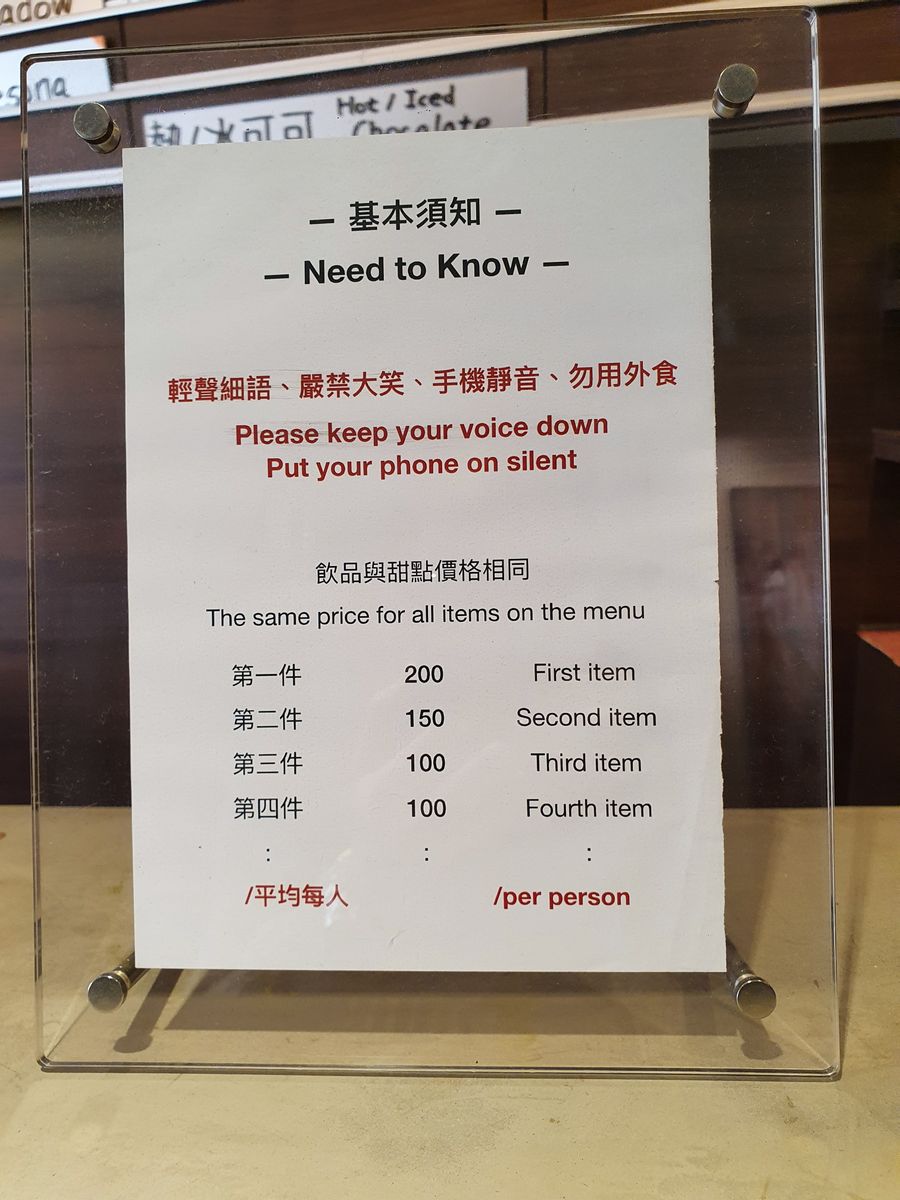 熱/冰可可 Hot / Iced
Chocolate
— 基本須知 —
— Need to Know —
輕聲細語、嚴禁大笑、手機靜音、勿用外食
Please keep your voice down
Put your phone on silent
飲品與甜點價格相同
The same price for all items on the menu
第一件 200 First item
第二件 150 Second item
第三件 100 Third item
第四件 100 Fourth item
: : :
/平均每人 /per person